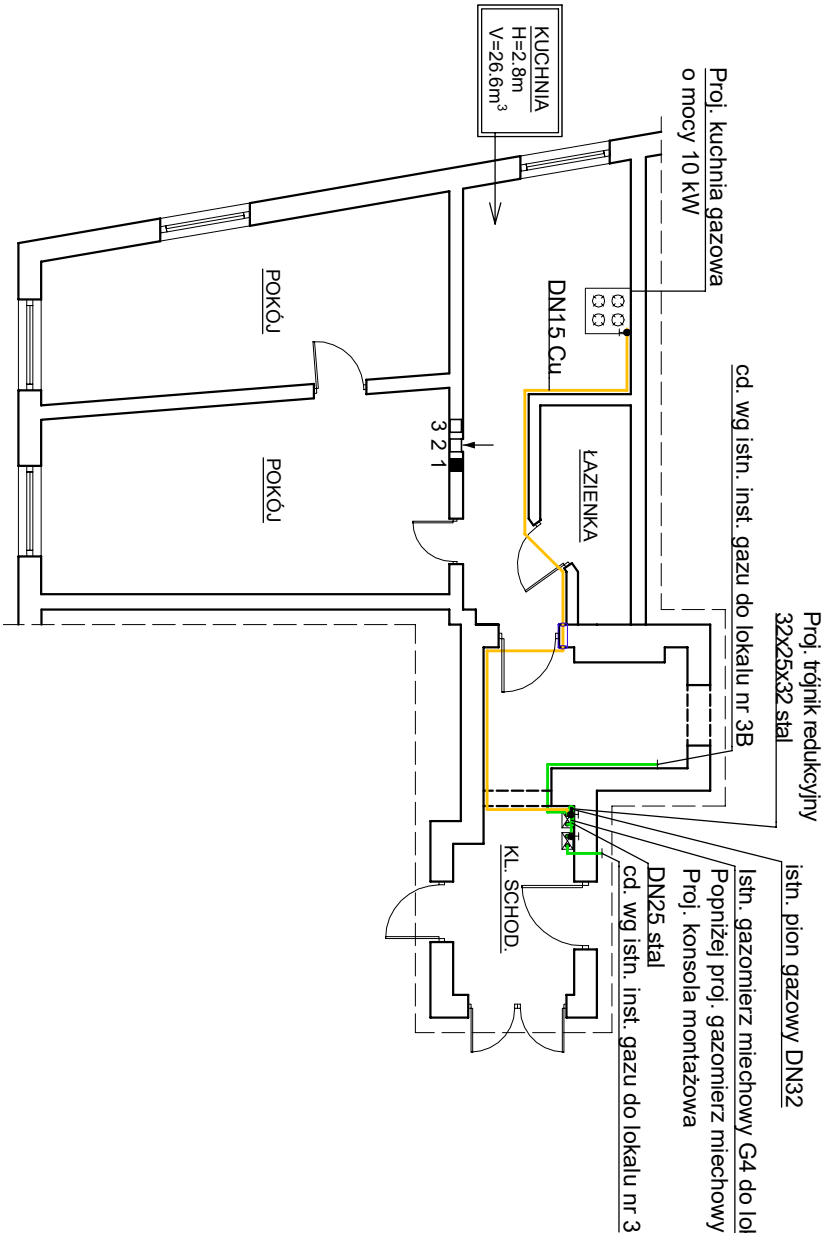 Proj. kuchnia gazowa
o mocy 10 kW
KUCHNIA
H=2.8m
V=26.6m³
cd. wg istn. inst. gazu do lokalu nr 3B
Proj. trójnik redukcyjny
32x25x32 stal
istn. pion gazowy DN32
Istn. gazomierz miechowy G4 do lo
Popniżej proj. gazomierz miechowy
Proj. konsola montażowa
DN25 stal
cd. wg istn. inst. gazu do lokalu nr 3
DN15 Cu
ŁAZIENKA
POKÓJ
POKÓJ
3 2 1
KL. SCHOD.